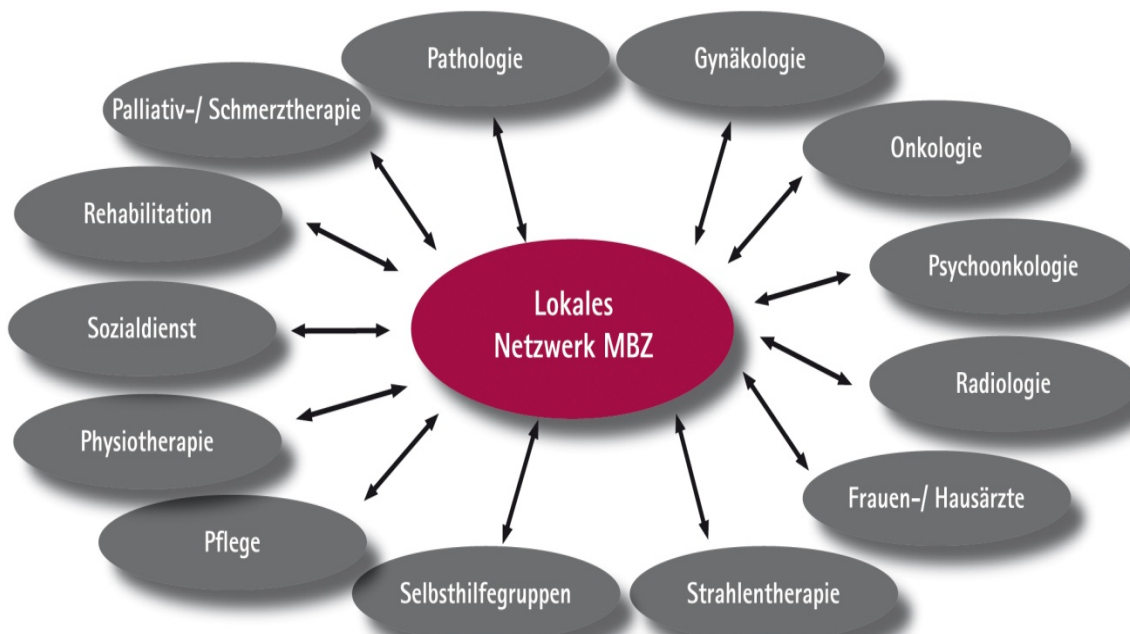 Pathologie
Gynäkologie
Palliativ-/ Schmerztherapie
Onkologie
Rehabilitation
Psychoonkologie
Lokales
Netzwerk MBZ
Sozialdienst
Radiologie
Physiotherapie
Frauen-/ Hausärzte
Pflege
Selbsthilfegruppen
Strahlentherapie